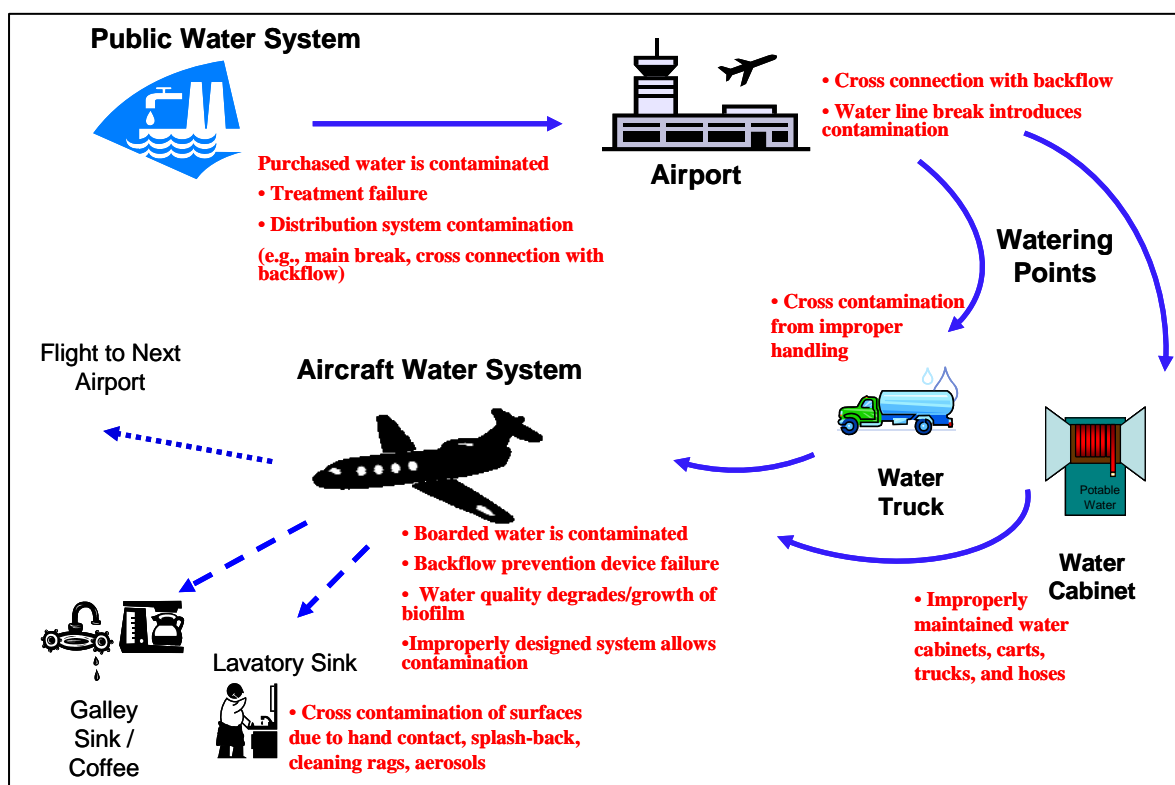 Public Water System
Purchased water is contaminated
• Treatment failure
• Distribution system contamination
(e.g., main break, cross connection with
backflow)
Airport
• Cross connection with backflow
• Water line break introduces
contamination
Watering
Points
• Cross contamination
from improper
handling
Water
Truck
Potable
Water
Water
Cabinet
• Improperly
maintained water
cabinets, carts,
trucks, and hoses
Aircraft Water System
• Boarded water is contaminated
• Backflow prevention device failure
• Water quality degrades/growth of
biofilm
•Improperly designed system allows
contamination
Flight to Next
Airport
Galley
Sink /
Coffee
Lavatory Sink
• Cross contamination of surfaces
due to hand contact, splash-back,
cleaning rags, aerosols